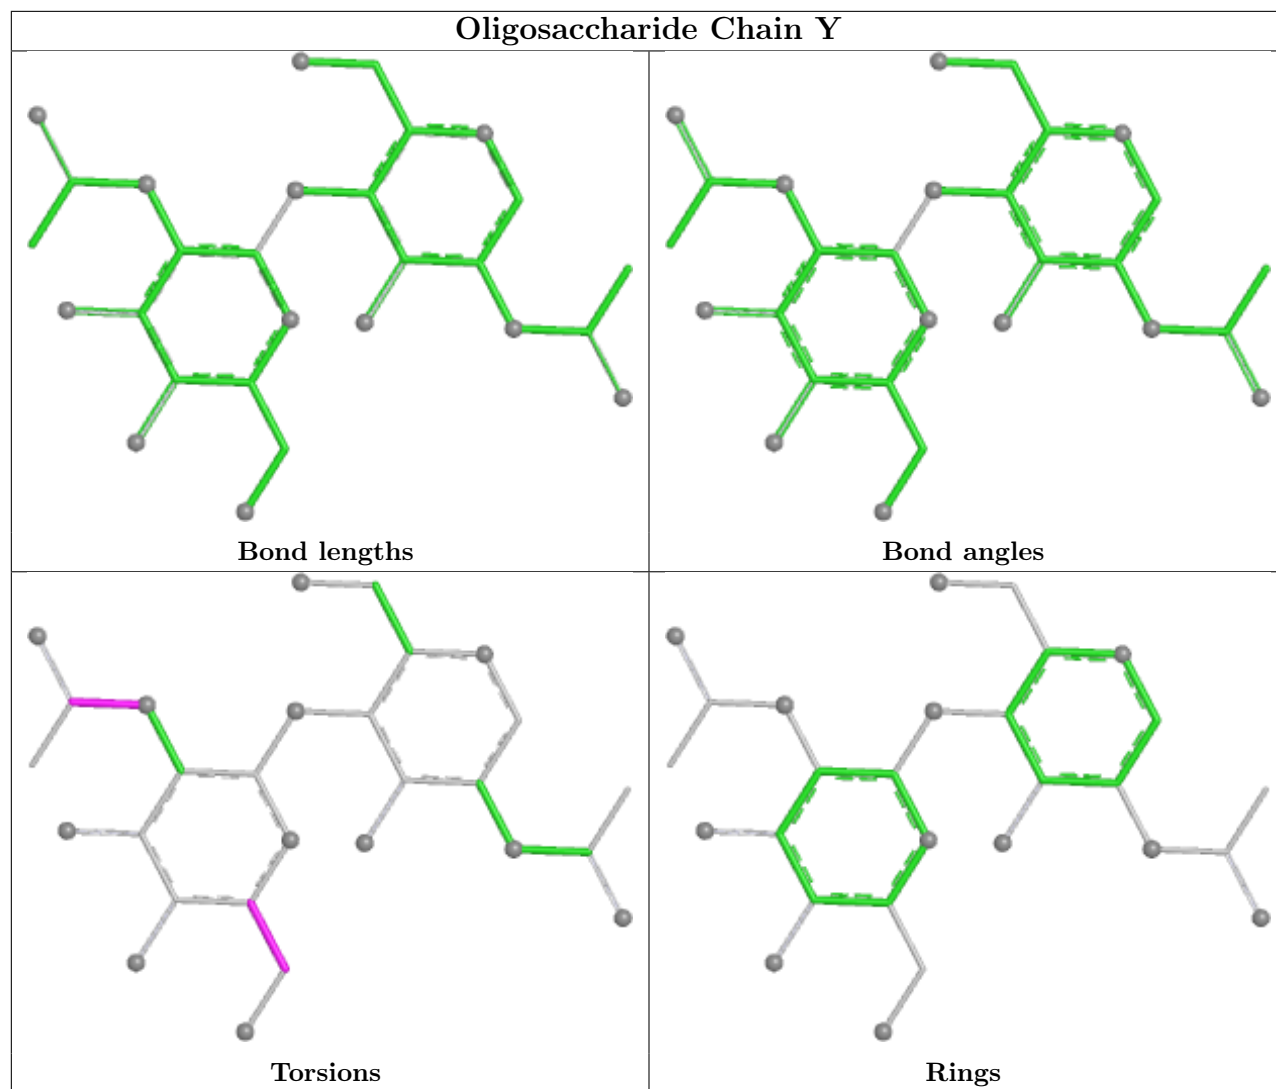 Oligosaccharide Chain Y
Bond lengths
Bond angles
Torsions
Rings